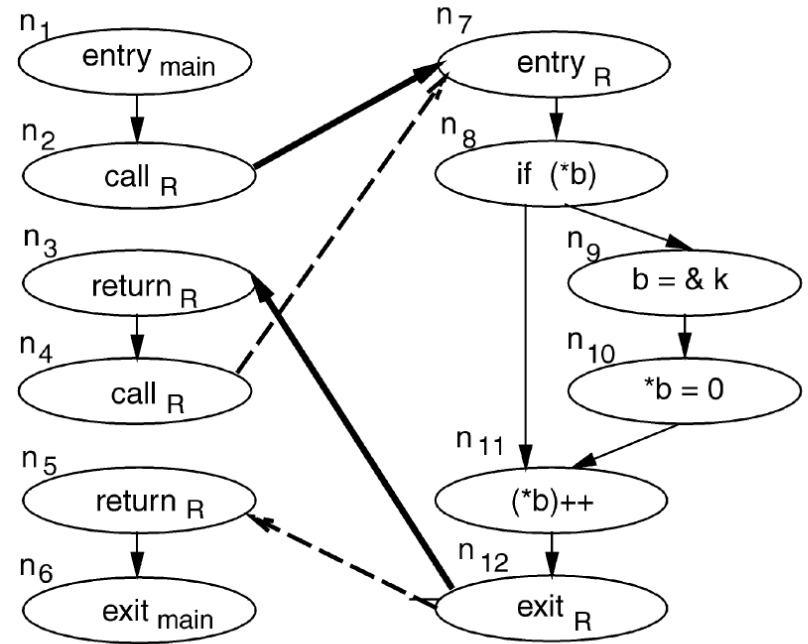 n1
entry main
n2
call R
n3
return R
n4
call R
n5
return R
n6
exit main
n7
entry R
n8
if (*b)
n9
b = & k
n10
*b = 0
n11
(*b)++
n12
exit R